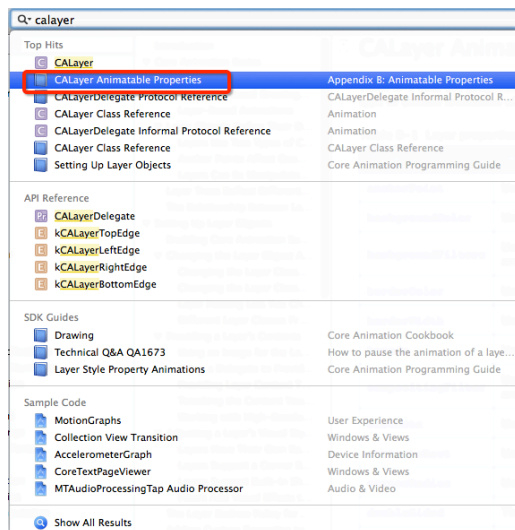 calayer
Top Hits
C CALayer
CALayer Animatable Properties Appendix B: Animatable Properties
CALayerDelegate Protocol Reference CALayerDelegate Informal Protocol R...
C CALayer Class Reference Animation
C CALayerDelegate Informal Protocol Reference Animation
CALayer Class Reference CALayer Class Reference
Setting Up Layer Objects Core Animation Programming Guide
API Reference
Pr CALayerDelegate
E kCALayerTopEdge
E kCALayerLeftEdge
E kCALayerRightEdge
E kCALayerBottomEdge
SDK Guides
Drawing Core Animation Cookbook
Technical Q&A QA1673 How to pause the animation of a laye...
Layer Style Property Animations Core Animation Programming Guide
Sample Code
MotionGraphs User Experience
Collection View Transition Windows & Views
AccelerometerGraph Device Information
CoreTextPageViewer Windows & Views
MTAudioProcessingTap Audio Processor Audio & Video
Show All Results